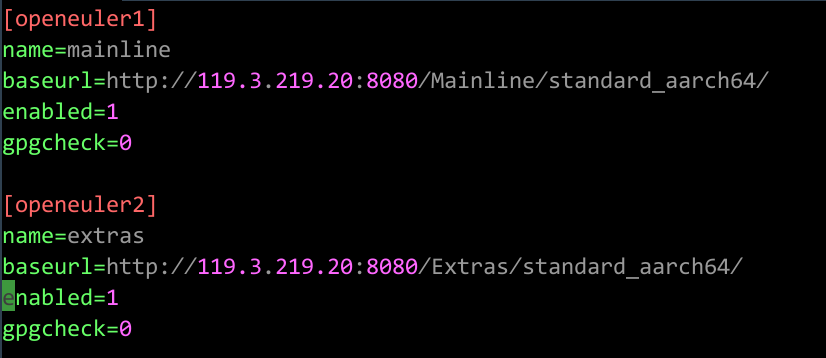 [openeuler1]
name=mainline
baseurl=http://119.3.219.20:8080/Mainline/standard_aarch64/
enabled=1
gpgcheck=0
[openeuler2]
name=extras
baseurl=http://119.3.219.20:8080/Extras/standard_aarch64/
enabled=1
gpgcheck=0